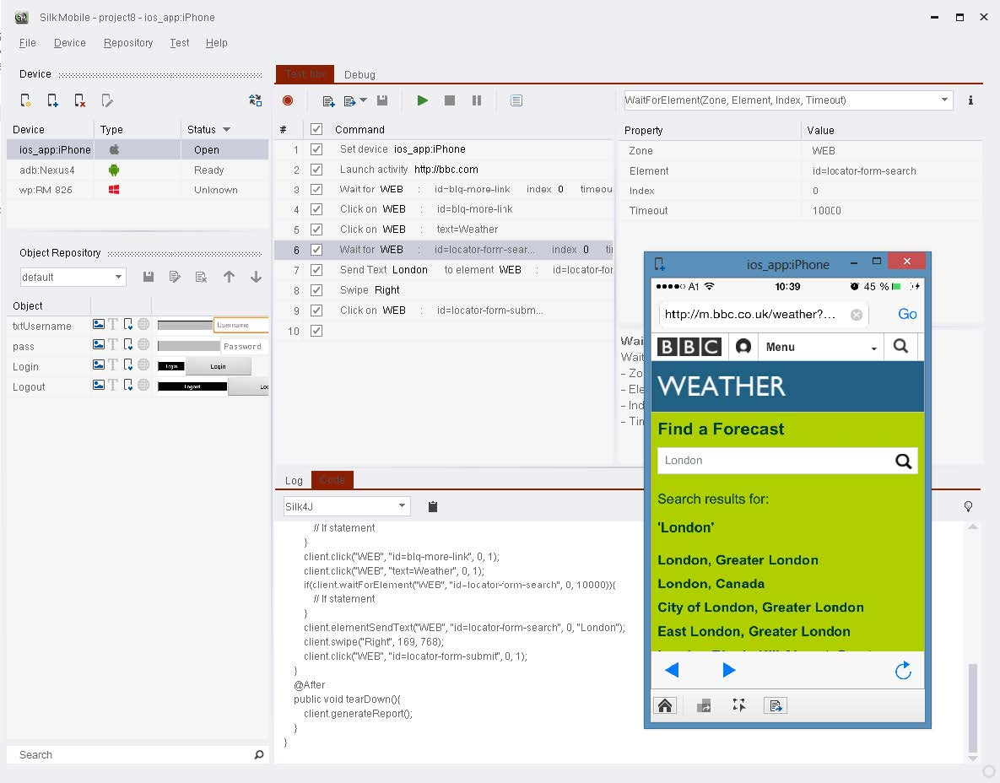 SilkMobile - project8 - ios_app:iPhone
File Device Repository Test Help
Device
Device Type Status
ios_app:iPhone Open
adb:Nexus4 Ready
wp:RM-826 Unknown
Object Repository
default
Object
txtUsername Username
pass Password
Login Login Login
Logout Logout Loc
Search
Test: bbc Debug
# Command
1 Set device ios_app:iPhone
2 Launch activity http://bbc.com
3 Wait for WEB : id=blq-more-link index 0 timeou
4 Click on WEB : id=blq-more-link
5 Click on WEB : text=Weather
6 Wait for WEB : id=locator-form-sear... index 0 tir
7 Send Text London to element WEB : id=locator-for
8 Swipe Right
9 Click on WEB : id=locator-form-subm...
10
WaitForElement(Zone, Element, Index, Timeout)
Property Value
Zone WEB
Element id=locator-form-search
Index 0
Timeout 10000
Wai
Wait
- Zo
- Ele
- Ind
- Tim
Log Code
Silk4J
// If statement
}
client.click("WEB", "id=blq-more-link", 0, 1);
client.click("WEB", "text=Weather", 0, 1);
if(client.waitForElement("WEB", "id=locator-form-search", 0, 10000)){
// If statement
}
client.elementSendText("WEB", "id=locator-form-search", 0, "London");
client.swipe("Right", 169, 768);
client.click("WEB", "id=locator-form-submit", 0, 1);
}
@After
public void tearDown(){
client.generateReport();
}
}
ios_app:iPhone
A1 10:39 45 %
http://m.bbc.co.uk/weather?... Go
BBC Menu
WEATHER
Find a Forecast
London
Search results for:
'London'
London, Greater London
London, Canada
City of London, Greater London
East London, Greater London